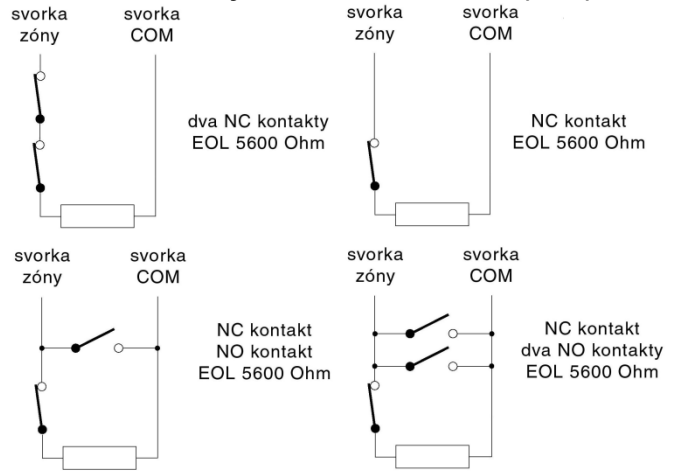 svorka
zóny
svorka
COM
dva NC kontakty
EOL 5600 Ohm
svorka
zóny
svorka
COM
NC kontakt
EOL 5600 Ohm
svorka
zóny
svorka
COM
NC kontakt
NO kontakt
EOL 5600 Ohm
svorka
zóny
svorka
COM
NC kontakt
dva NO kontakty
EOL 5600 Ohm